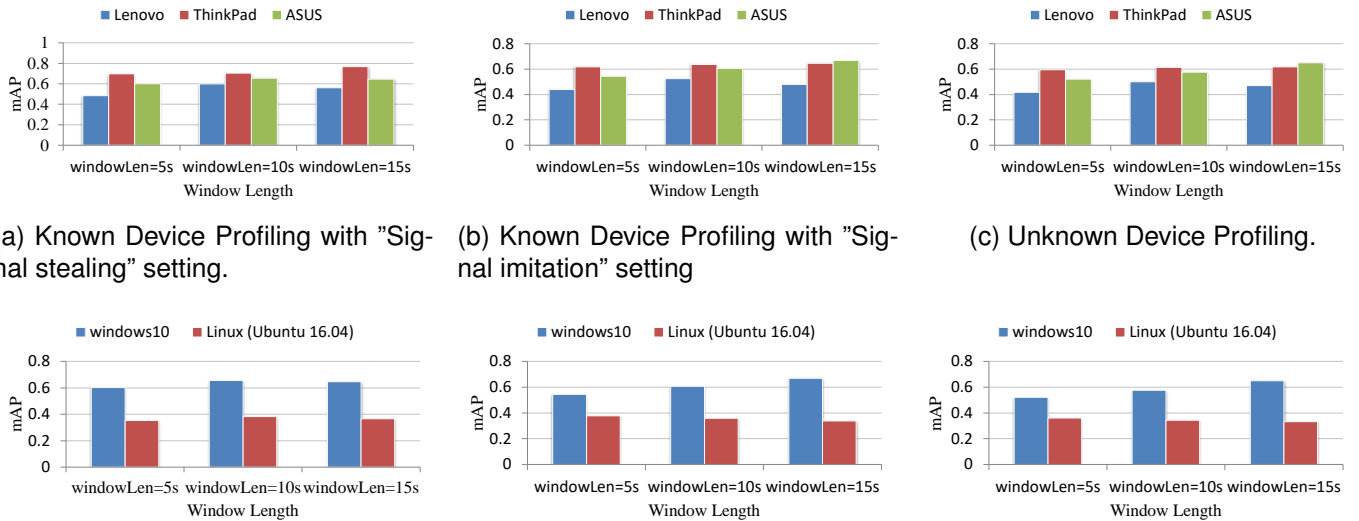 Lenovo ThinkPad ASUS
1
0.8
0.6
0.4
0.2
0
mAP
windowLen=5s windowLen=10s windowLen=15s
Window Length
Lenovo ThinkPad ASUS
0.8
0.6
0.4
0.2
0
mAP
windowLen=5s windowLen=10s windowLen=15s
Window Length
Lenovo ThinkPad ASUS
0.8
0.6
0.4
0.2
0
mAP
windowLen=5s windowLen=10s windowLen=15s
Window Length
a) Known Device Profiling with ”Sig-
nal stealing” setting.
(b) Known Device Profiling with ”Sig-
nal imitation” setting
(c) Unknown Device Profiling.
windows10 Linux (Ubuntu 16.04)
0.8
0.6
0.4
0.2
0
mAP
windowLen=5s windowLen=10s windowLen=15s
Window Length
windows10 Linux (Ubuntu 16.04)
0.8
0.6
0.4
0.2
0
mAP
windowLen=5s windowLen=10s windowLen=15s
Window Length
windows10 Linux (Ubuntu 16.04)
0.8
0.6
0.4
0.2
0
mAP
windowLen=5s windowLen=10s windowLen=15s
Window Length